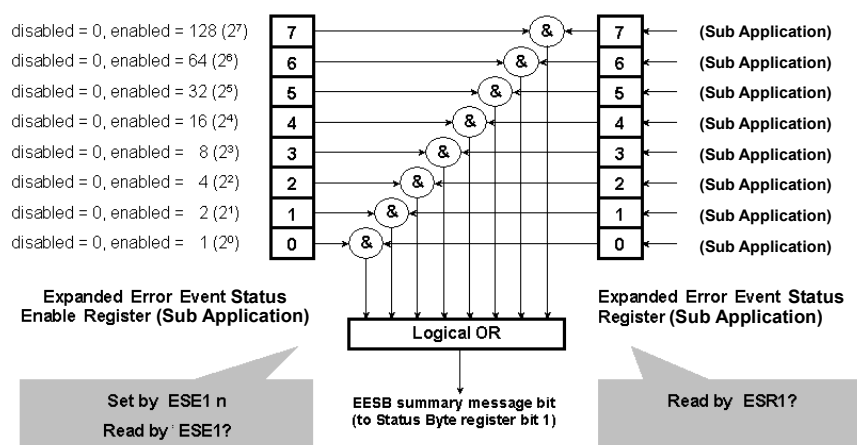 disabled = 0, enabled = 128 (2⁷) 7 & 7 (Sub Application)
disabled = 0, enabled = 64 (2⁶) 6 & 6 (Sub Application)
disabled = 0, enabled = 32 (2⁵) 5 & 5 (Sub Application)
disabled = 0, enabled = 16 (2⁴) 4 & 4 (Sub Application)
disabled = 0, enabled = 8 (2³) 3 & 3 (Sub Application)
disabled = 0, enabled = 4 (2²) 2 & 2 (Sub Application)
disabled = 0, enabled = 2 (2¹) 1 & 1 (Sub Application)
disabled = 0, enabled = 1 (2⁰) 0 & 0 (Sub Application)
Expanded Error Event Status
Enable Register (Sub Application)
Expanded Error Event Status
Register (Sub Application)
Logical OR
Set by ESE1 n
Read by ESE1?
EESB summary message bit
(to Status Byte register bit 1)
Read by ESR1?